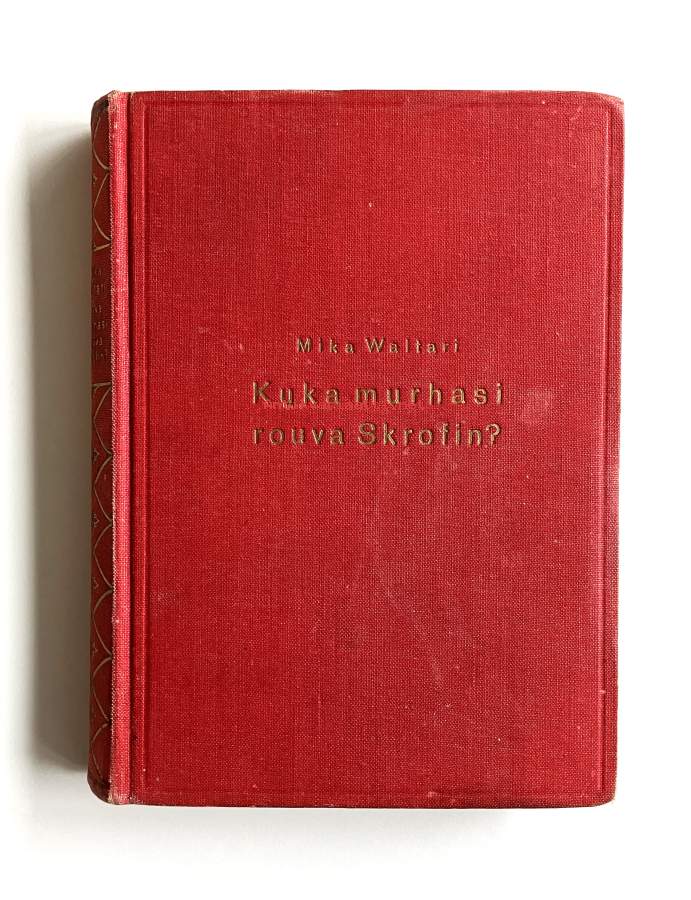 Mika Waltari
Kuka murhasi
rouva Skrofin?